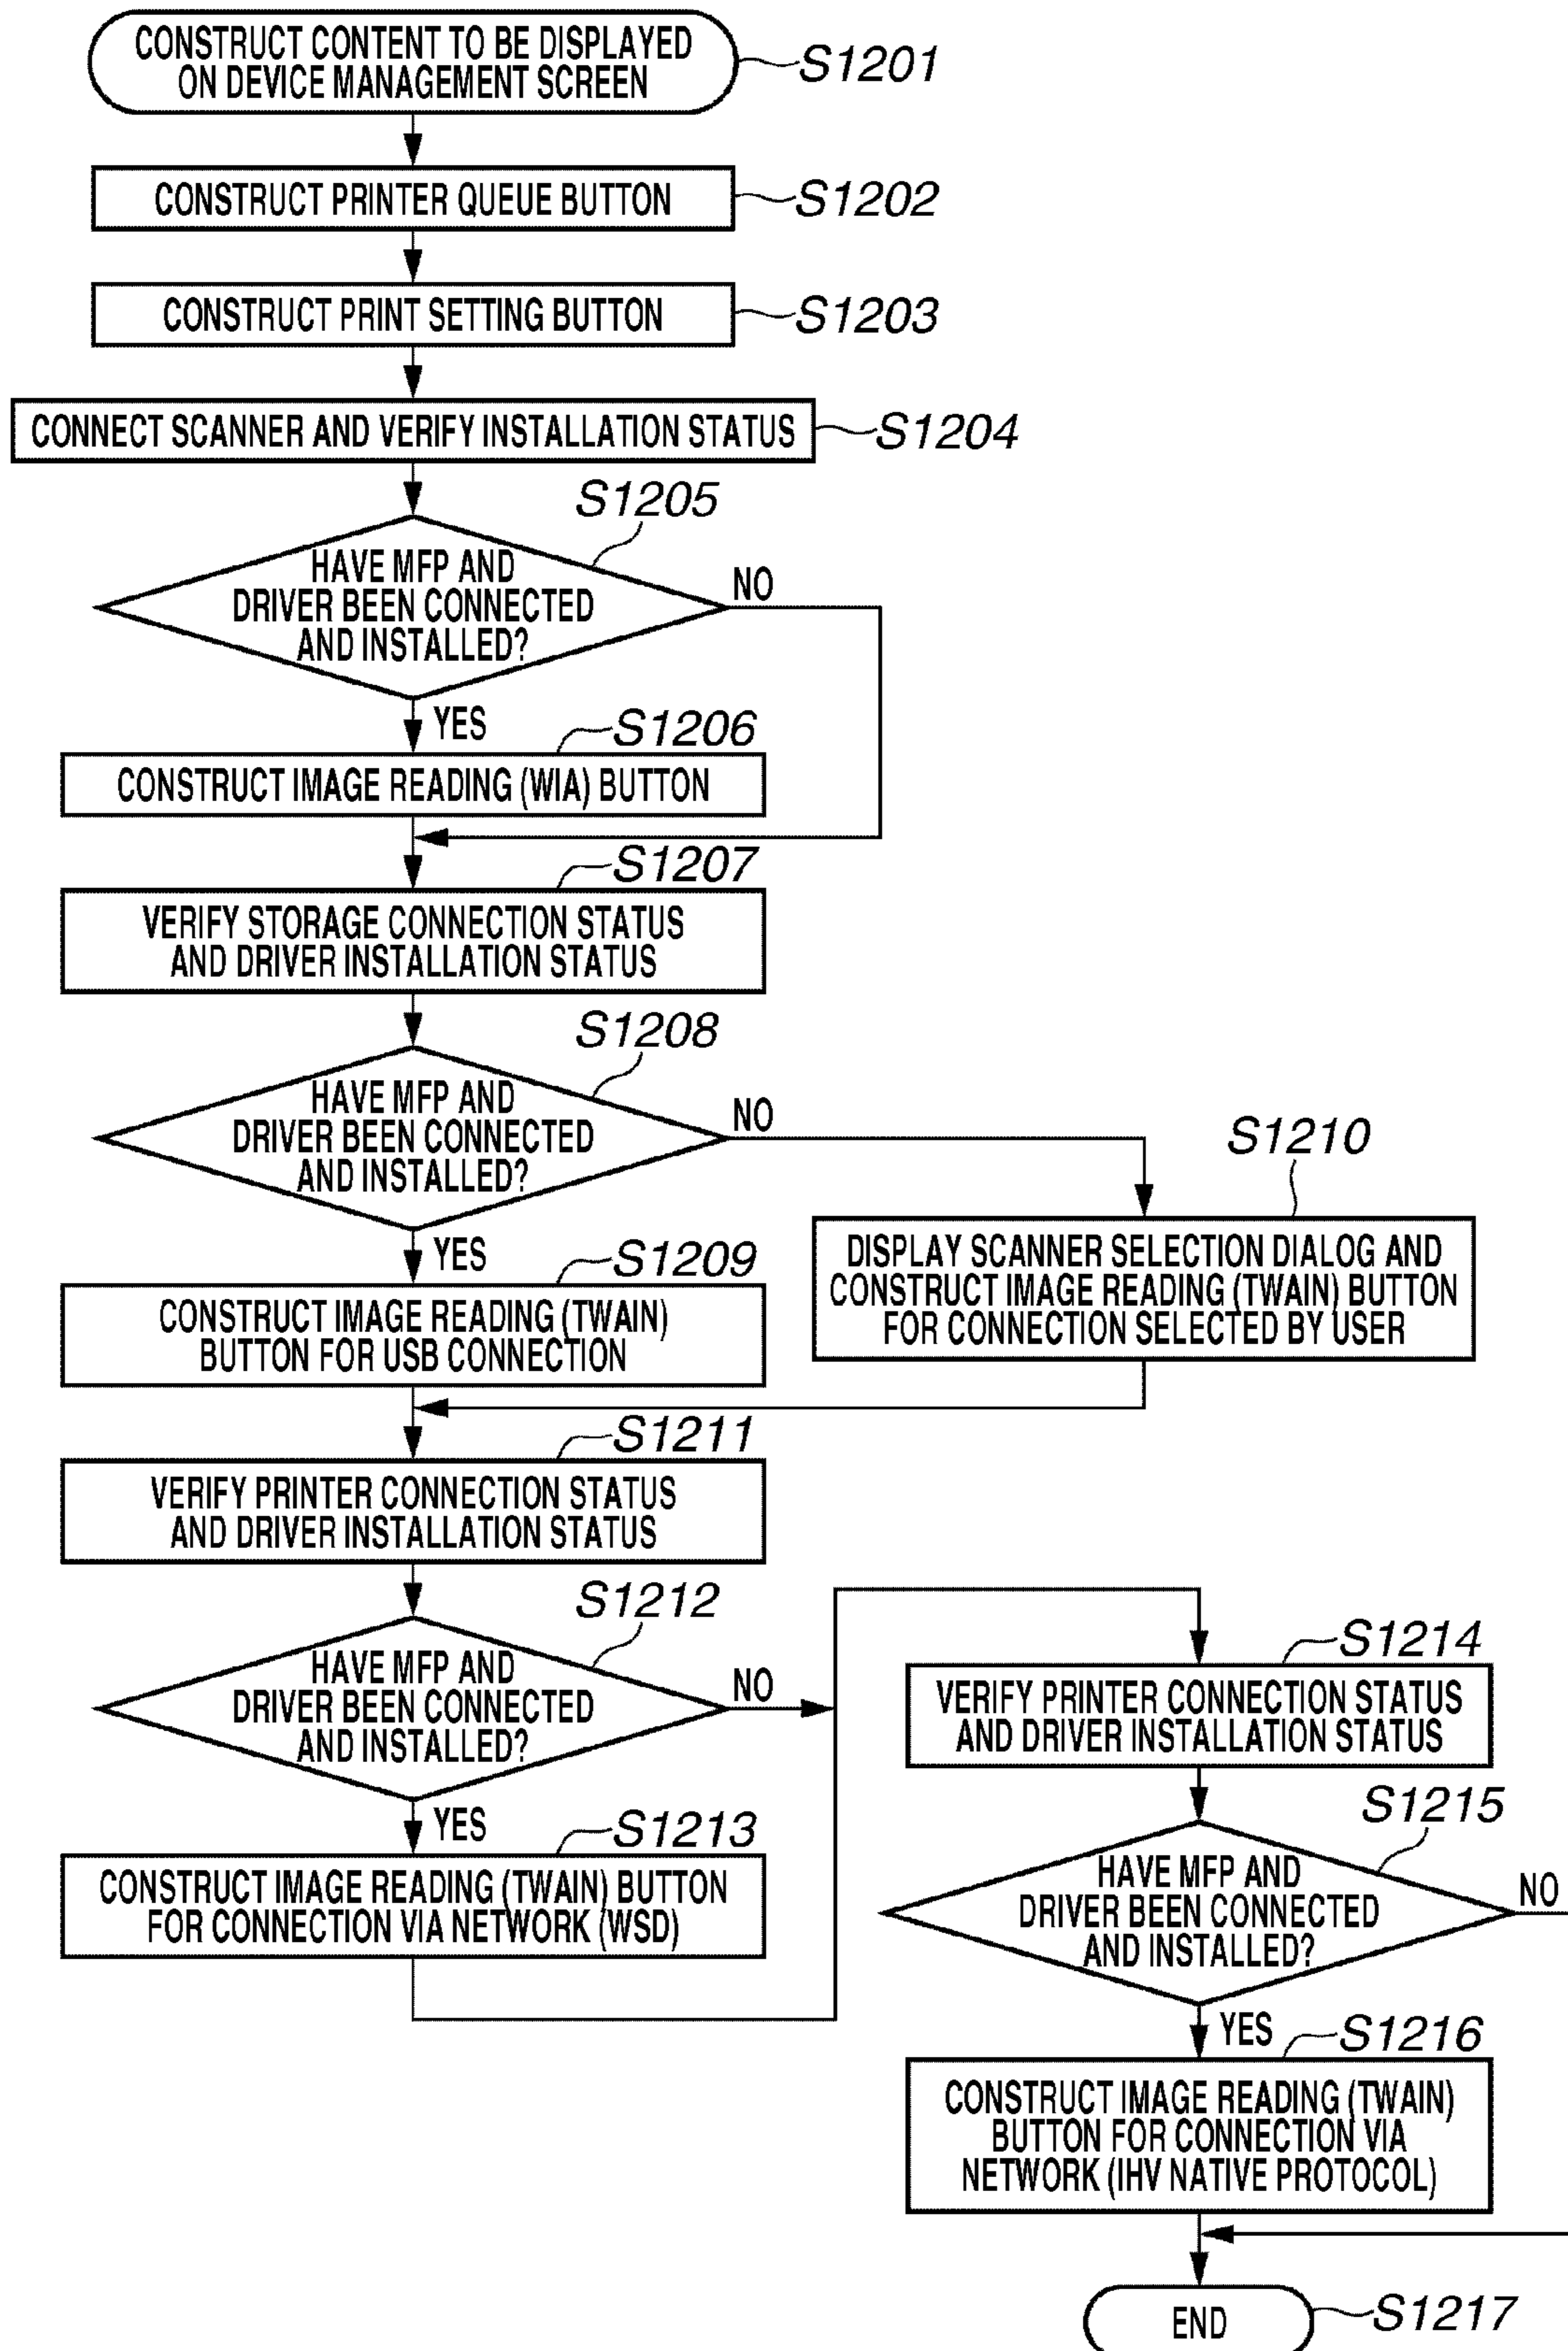 CONSTRUCT CONTENT TO BE DISPLAYED
ON DEVICE MANAGEMENT SCREEN
S1201
CONSTRUCT PRINTER QUEUE BUTTON
S1202
CONSTRUCT PRINT SETTING BUTTON
S1203
CONNECT SCANNER AND VERIFY INSTALLATION STATUS
S1204
S1205
HAVE MFP AND
DRIVER BEEN CONNECTED
AND INSTALLED?
NO
YES
S1206
CONSTRUCT IMAGE READING (WIA) BUTTON
S1207
VERIFY STORAGE CONNECTION STATUS
AND DRIVER INSTALLATION STATUS
S1208
HAVE MFP AND
DRIVER BEEN CONNECTED
AND INSTALLED?
NO
YES
S1209
CONSTRUCT IMAGE READING (TWAIN)
BUTTON FOR USB CONNECTION
S1210
DISPLAY SCANNER SELECTION DIALOG AND
CONSTRUCT IMAGE READING (TWAIN) BUTTON
FOR CONNECTION SELECTED BY USER
S1211
VERIFY PRINTER CONNECTION STATUS
AND DRIVER INSTALLATION STATUS
S1212
HAVE MFP AND
DRIVER BEEN CONNECTED
AND INSTALLED?
NO
YES
S1213
CONSTRUCT IMAGE READING (TWAIN) BUTTON
FOR CONNECTION VIA NETWORK (WSD)
S1214
VERIFY PRINTER CONNECTION STATUS
AND DRIVER INSTALLATION STATUS
S1215
HAVE MFP AND
DRIVER BEEN CONNECTED
AND INSTALLED?
NO
YES
S1216
CONSTRUCT IMAGE READING (TWAIN)
BUTTON FOR CONNECTION VIA
NETWORK (IHV NATIVE PROTOCOL)
END
S1217